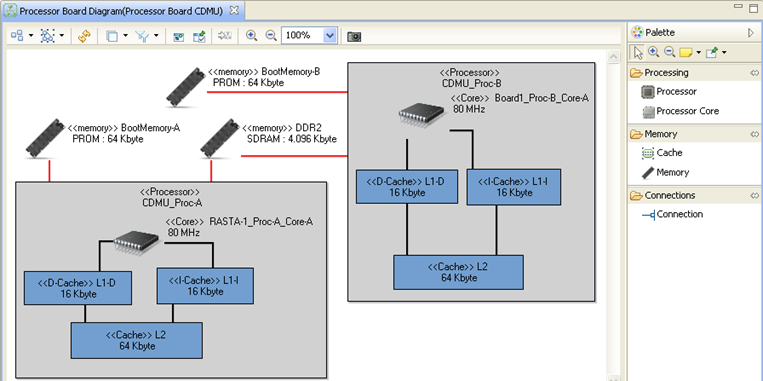 Processor Board Diagram(Processor Board CDMU)
100%
<<memory>> BootMemory-B
PROM : 64 Kbyte
<<memory>> BootMemory-A
PROM : 64 Kbyte
<<memory>> DDR2
SDRAM : 4.096 Kbyte
<<Processor>>
CDMU_Proc-B
<<Core>> Board1_Proc-B_Core-A
80 MHz
<<D-Cache>> L1-D
16 Kbyte
<<I-Cache>> L1-I
16 Kbyte
<<Cache>> L2
64 Kbyte
<<Processor>>
CDMU_Proc-A
<<Core>> RASTA-1_Proc-A_Core-A
80 MHz
<<D-Cache>> L1-D
16 Kbyte
<<I-Cache>> L1-I
16 Kbyte
<<Cache>> L2
64 Kbyte
Palette
Processing
Processor
Processor Core
Memory
Cache
Memory
Connections
Connection